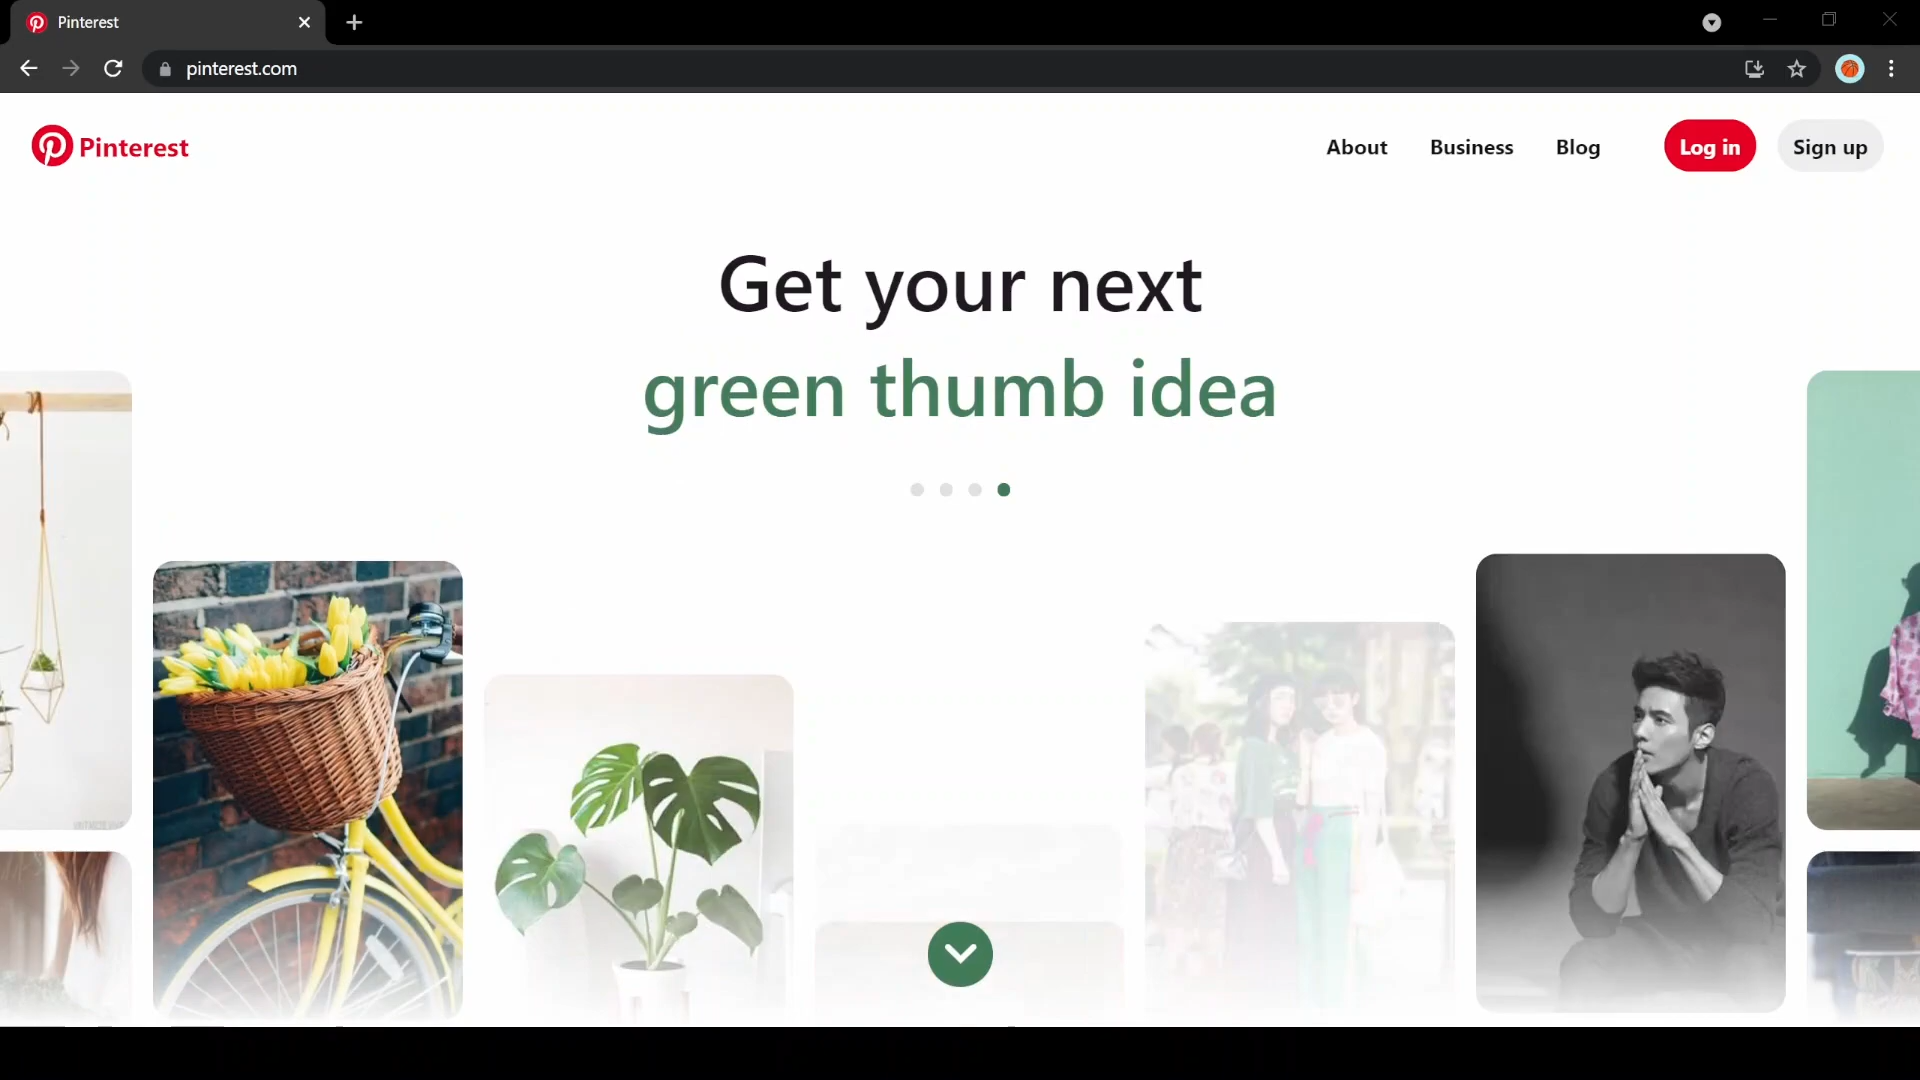 Pinterest
pinterest.com
Pinterest
About
Business
Blog
Log in
Sign up
Get your next
green thumb idea